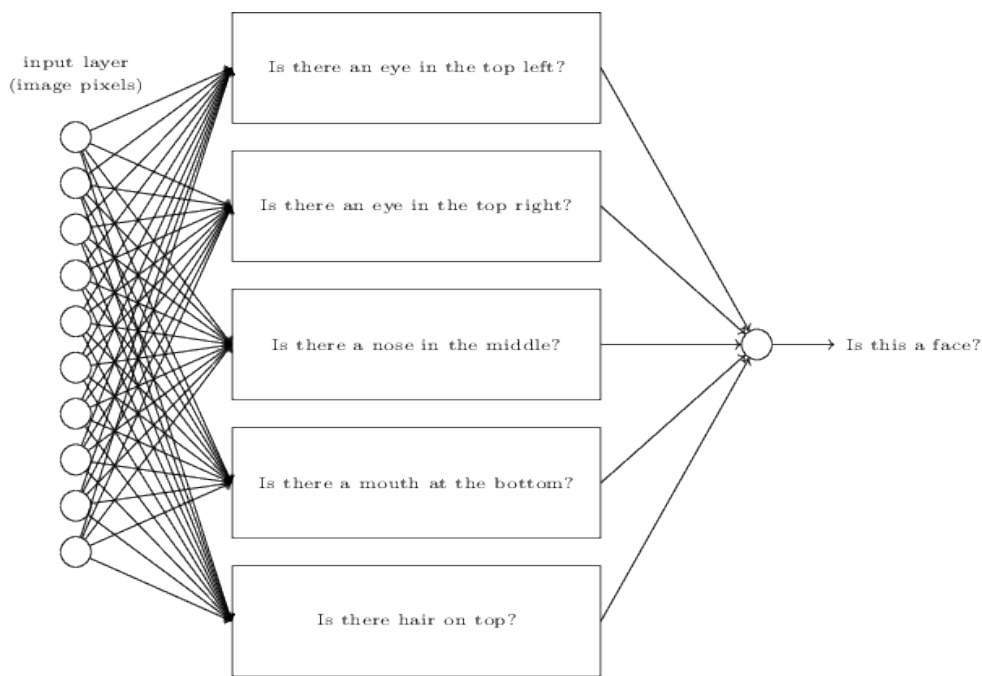 input layer
(image pixels)
Is there an eye in the top left?
Is there an eye in the top right?
Is there a nose in the middle?
Is there a mouth at the bottom?
Is there hair on top?
Is this a face?